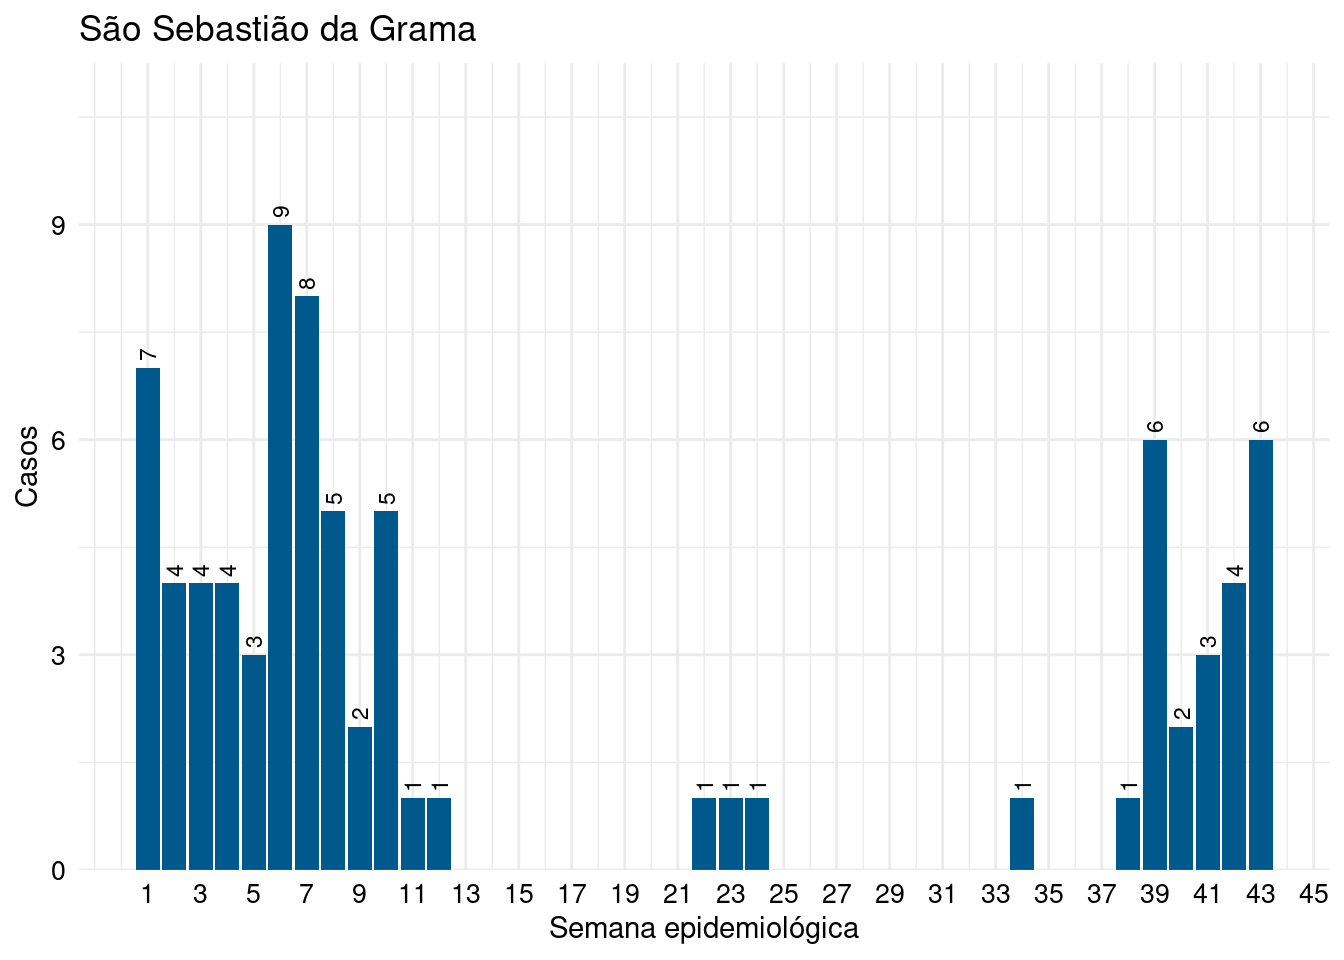 São Sebastião da Grama
Casos
9
6
3
0
7 4 4 4 3 9 8 5 2 5 1 1 1 1 1 1 1 6 2 3 4 6
1 3 5 7 9 11 13 15 17 19 21 23 25 27 29 31 33 35 37 39 41 43 45
Semana epidemiológica